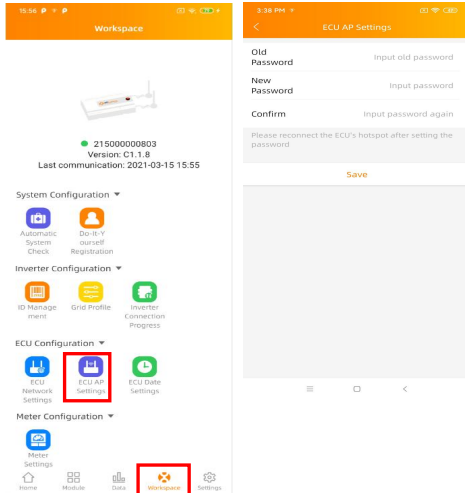 15:56
Workspace
215000000803
Version: C1.1.8
Last communication: 2021-03-15 15:55
System Configuration
Automatic
System
Check
Do-It-Y
ourself
Registration
Inverter Configuration
ID Manage
ment
Grid Profile
Inverter
Connection
Progress
ECU Configuration
ECU
Network
Settings
ECU AP
Settings
ECU Date
Settings
Meter Configuration
Meter
Settings
Home
Module
Data
Workspace
Settings
3:38 PM
ECU AP Settings
Old
Password
Input old password
New
Password
Input password
Confirm
Input password again
Please reconnect the ECU's hotspot after setting the
password
Save